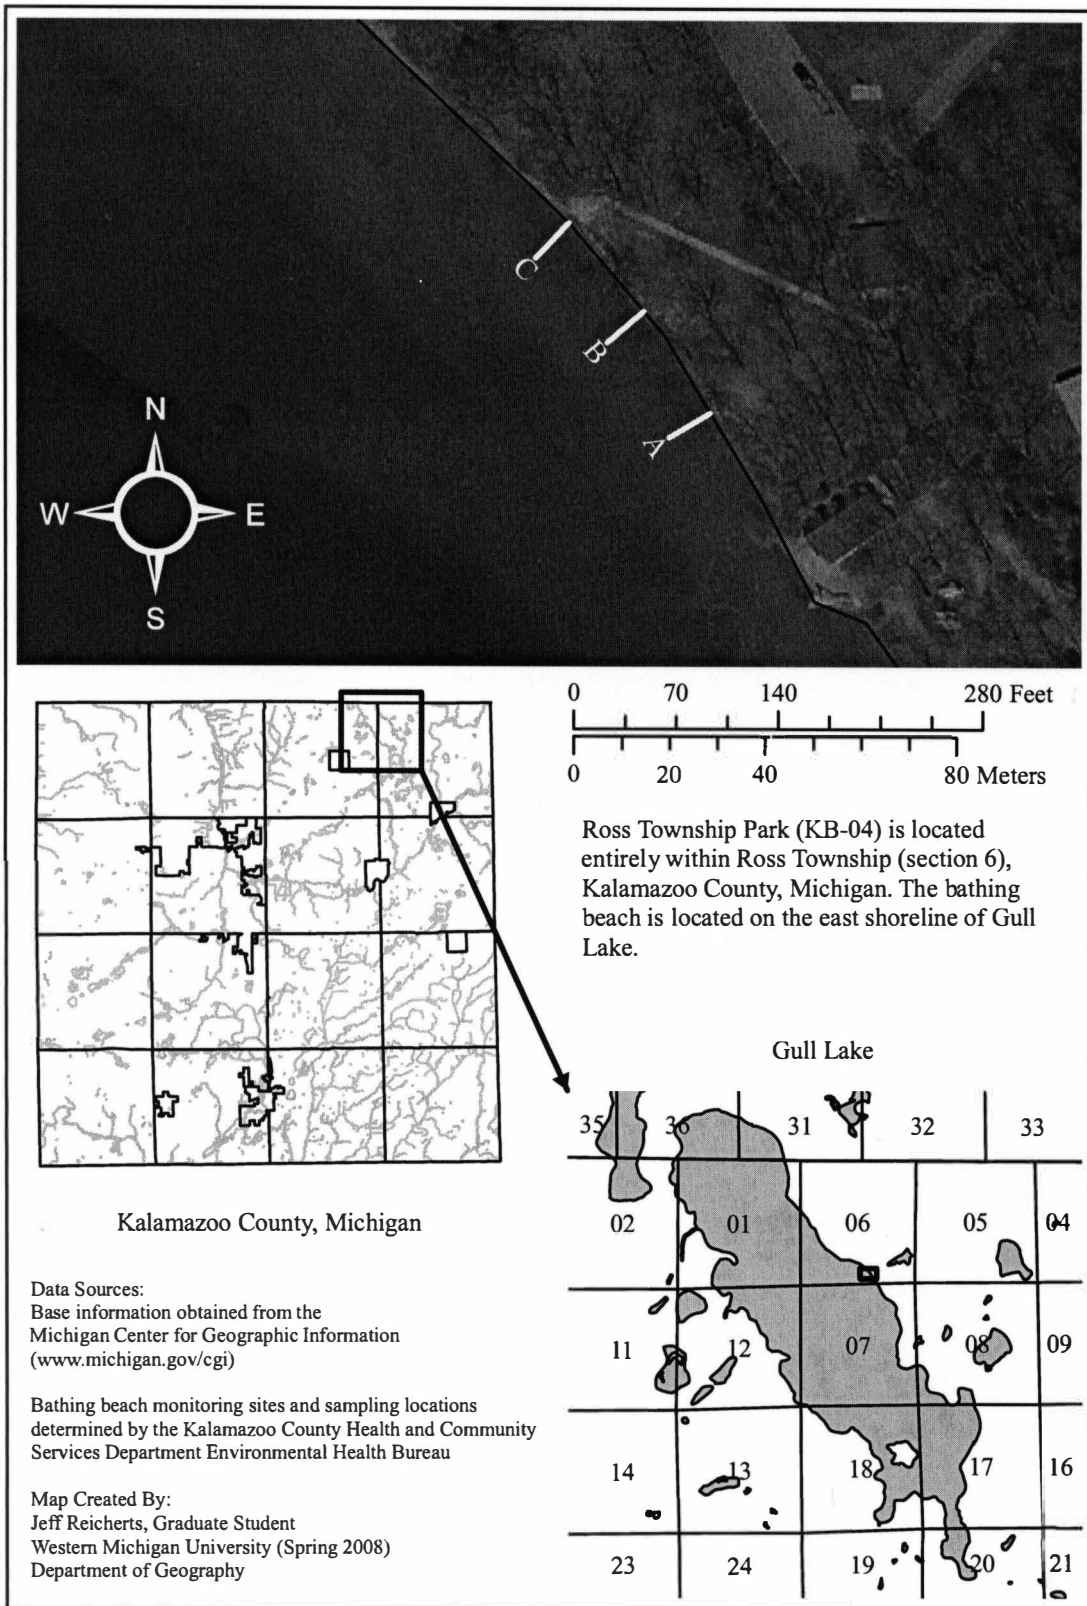 C
B
A
N
W E
S
0 70 140 280 Feet
0 20 40 80 Meters
Ross Township Park (KB-04) is located
entirely within Ross Township (section 6),
Kalamazoo County, Michigan. The bathing
beach is located on the east shoreline of Gull
Lake.
Gull Lake
35 36 31 32 33
02 01 06 05 04
11 12 07 08 09
14 13 18 17 16
23 24 19 20 21
Kalamazoo County, Michigan
Data Sources:
Base information obtained from the
Michigan Center for Geographic Information
(www.michigan.gov/cgi)
Bathing beach monitoring sites and sampling locations
determined by the Kalamazoo County Health and Community
Services Department Environmental Health Bureau
Map Created By:
Jeff Reicherts, Graduate Student
Western Michigan University (Spring 2008)
Department of Geography